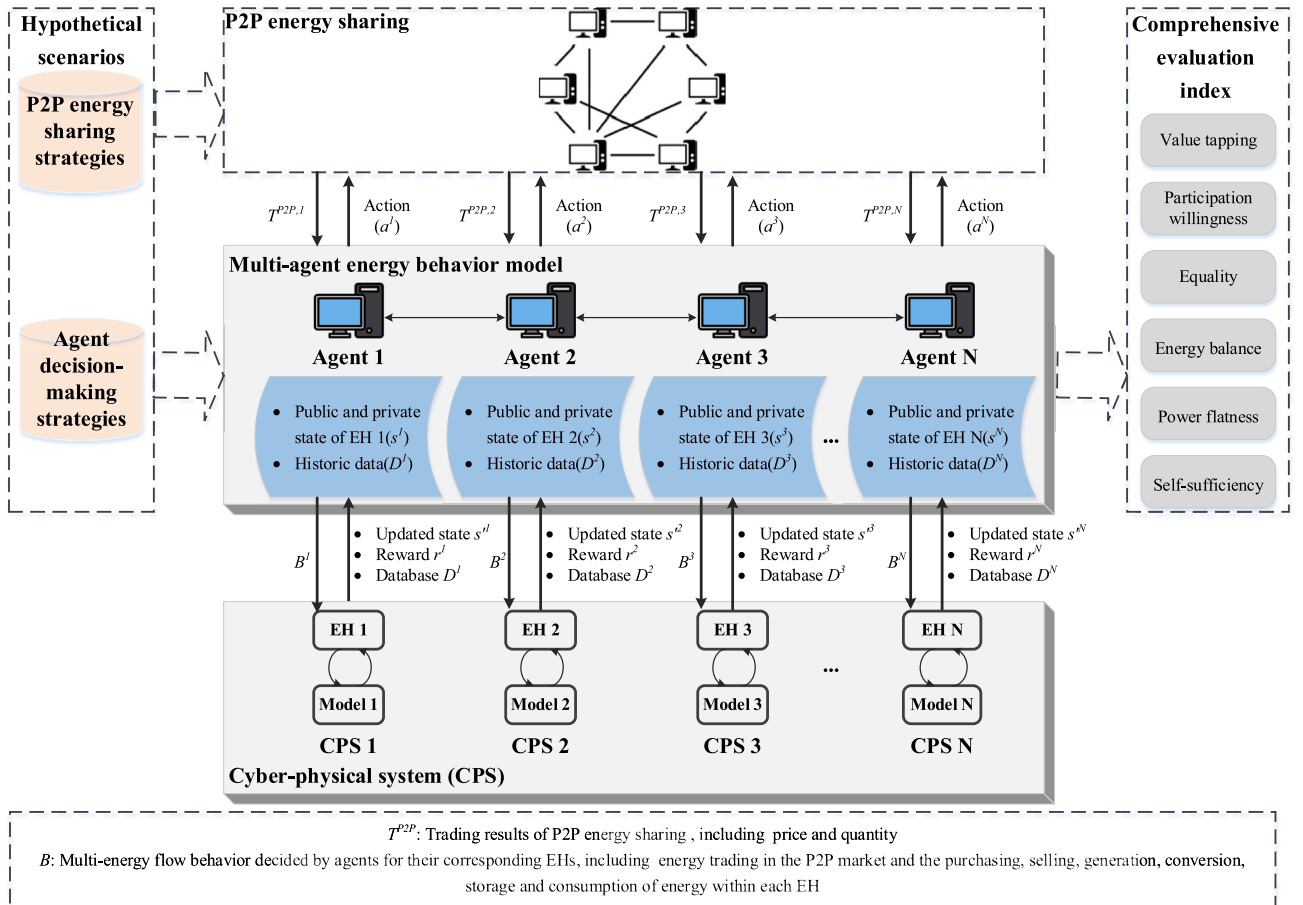 Hypothetical
scenarios
P2P energy
sharing
strategies
Agent
decision-
making
strategies
P2P energy sharing
T^{P2P,1}
Action
(a^1)
T^{P2P,2}
Action
(a^2)
T^{P2P,3}
Action
(a^3)
T^{P2P,N}
Action
(a^N)
Multi-agent energy behavior model
Agent 1
Agent 2
Agent 3
Agent N
• Public and private
state of EH 1(s^1)
• Historic data(D^1)
• Public and private
state of EH 2(s^2)
• Historic data(D^2)
• Public and private
state of EH 3(s^3)
• Historic data(D^3)
...
• Public and private
state of EH N(s^N)
• Historic data(D^N)
B^1
• Updated state s'^1
• Reward r^1
• Database D^1
B^2
• Updated state s'^2
• Reward r^2
• Database D^2
B^3
• Updated state s'^3
• Reward r^3
• Database D^3
B^N
• Updated state s'^N
• Reward r^N
• Database D^N
EH 1
Model 1
CPS 1
EH 2
Model 2
CPS 2
EH 3
Model 3
CPS 3
...
EH N
Model N
CPS N
Cyber-physical system (CPS)
Comprehensive
evaluation
index
Value tapping
Participation
willingness
Equality
Energy balance
Power flatness
Self-sufficiency
T^{P2P}: Trading results of P2P energy sharing , including price and quantity
B: Multi-energy flow behavior decided by agents for their corresponding EHs, including energy trading in the P2P market and the purchasing, selling, generation, conversion,
storage and consumption of energy within each EH